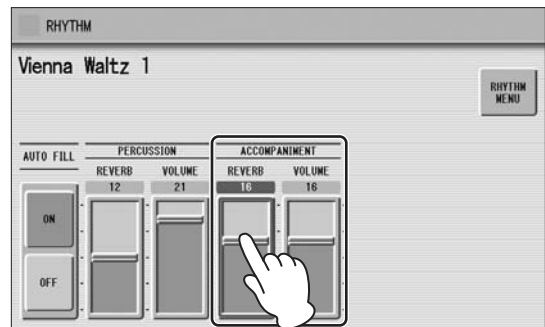 RHYTHM
Vienna Waltz 1
RHYTHM
MENU
AUTO FILL
PERCUSSION
ACCOMPANIMENT
REVERB VOLUME REVERB VOLUME
12 21 16 16
ON
OFF